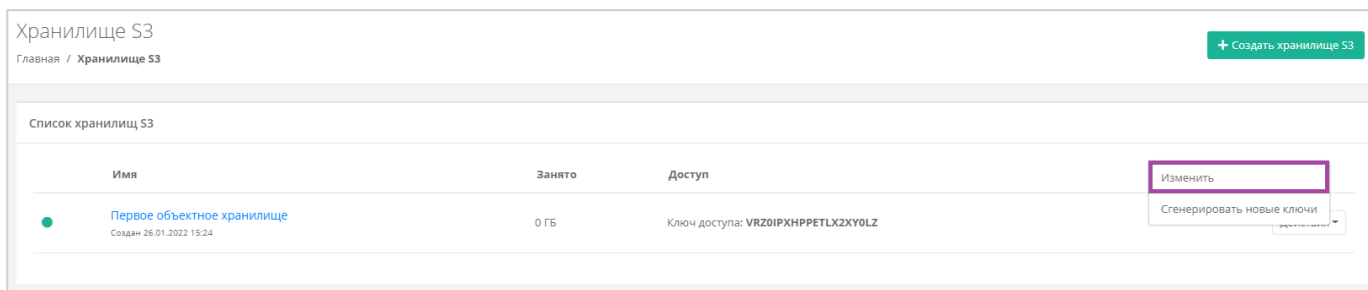 Хранилище S3
Главная / Хранилище S3
+ Создать хранилище S3
Список хранилищ S3
Имя Занято Доступ
Изменить
Сгенерировать новые ключи
Первое объектное хранилище
Создан 26.01.2022 15:24
0 ГБ
Ключ доступа: VRZ0IPXHPPETLX2XY0LZ